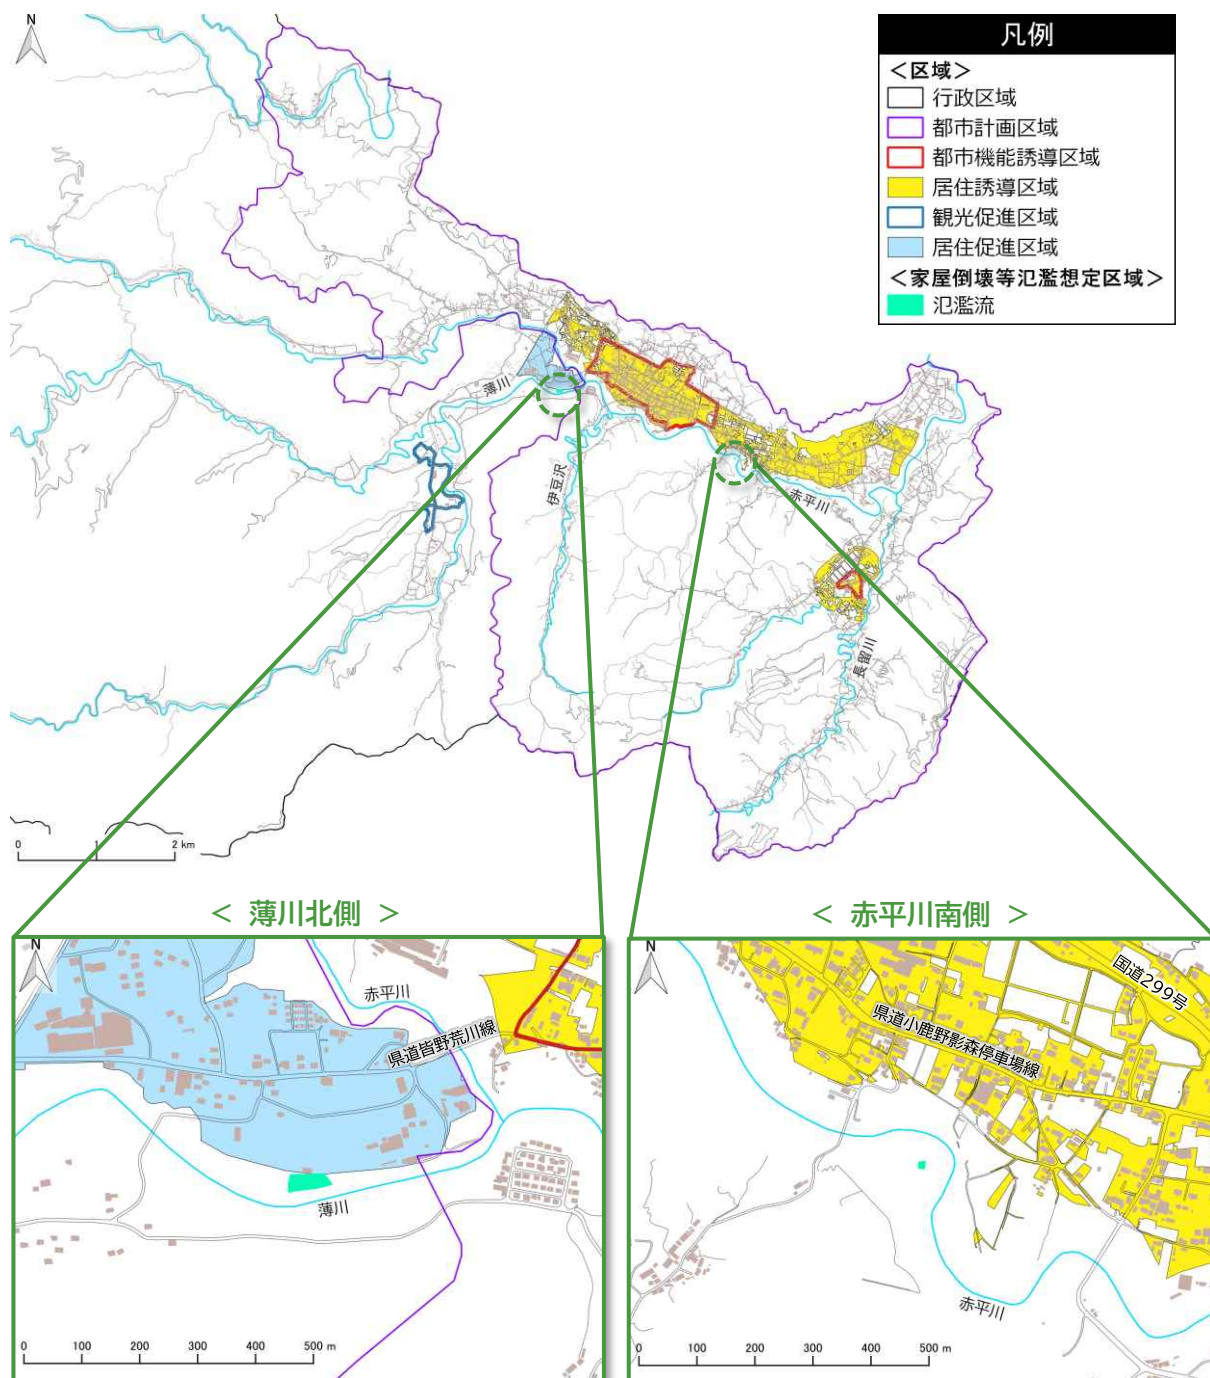 N
凡例
＜区域＞
行政区域
都市計画区域
都市機能誘導区域
居住誘導区域
観光促進区域
居住促進区域
＜家屋倒壊等氾濫想定区域＞
氾濫流
薄川
伊豆沢
赤平川
長留川
0 1 2 km
＜ 薄川北側 ＞
N
赤平川
県道皆野荒川線
薄川
0 100 200 300 400 500 m
＜ 赤平川南側 ＞
N
国道299号
県道小鹿野影森停車場線
赤平川
0 100 200 300 400 500 m